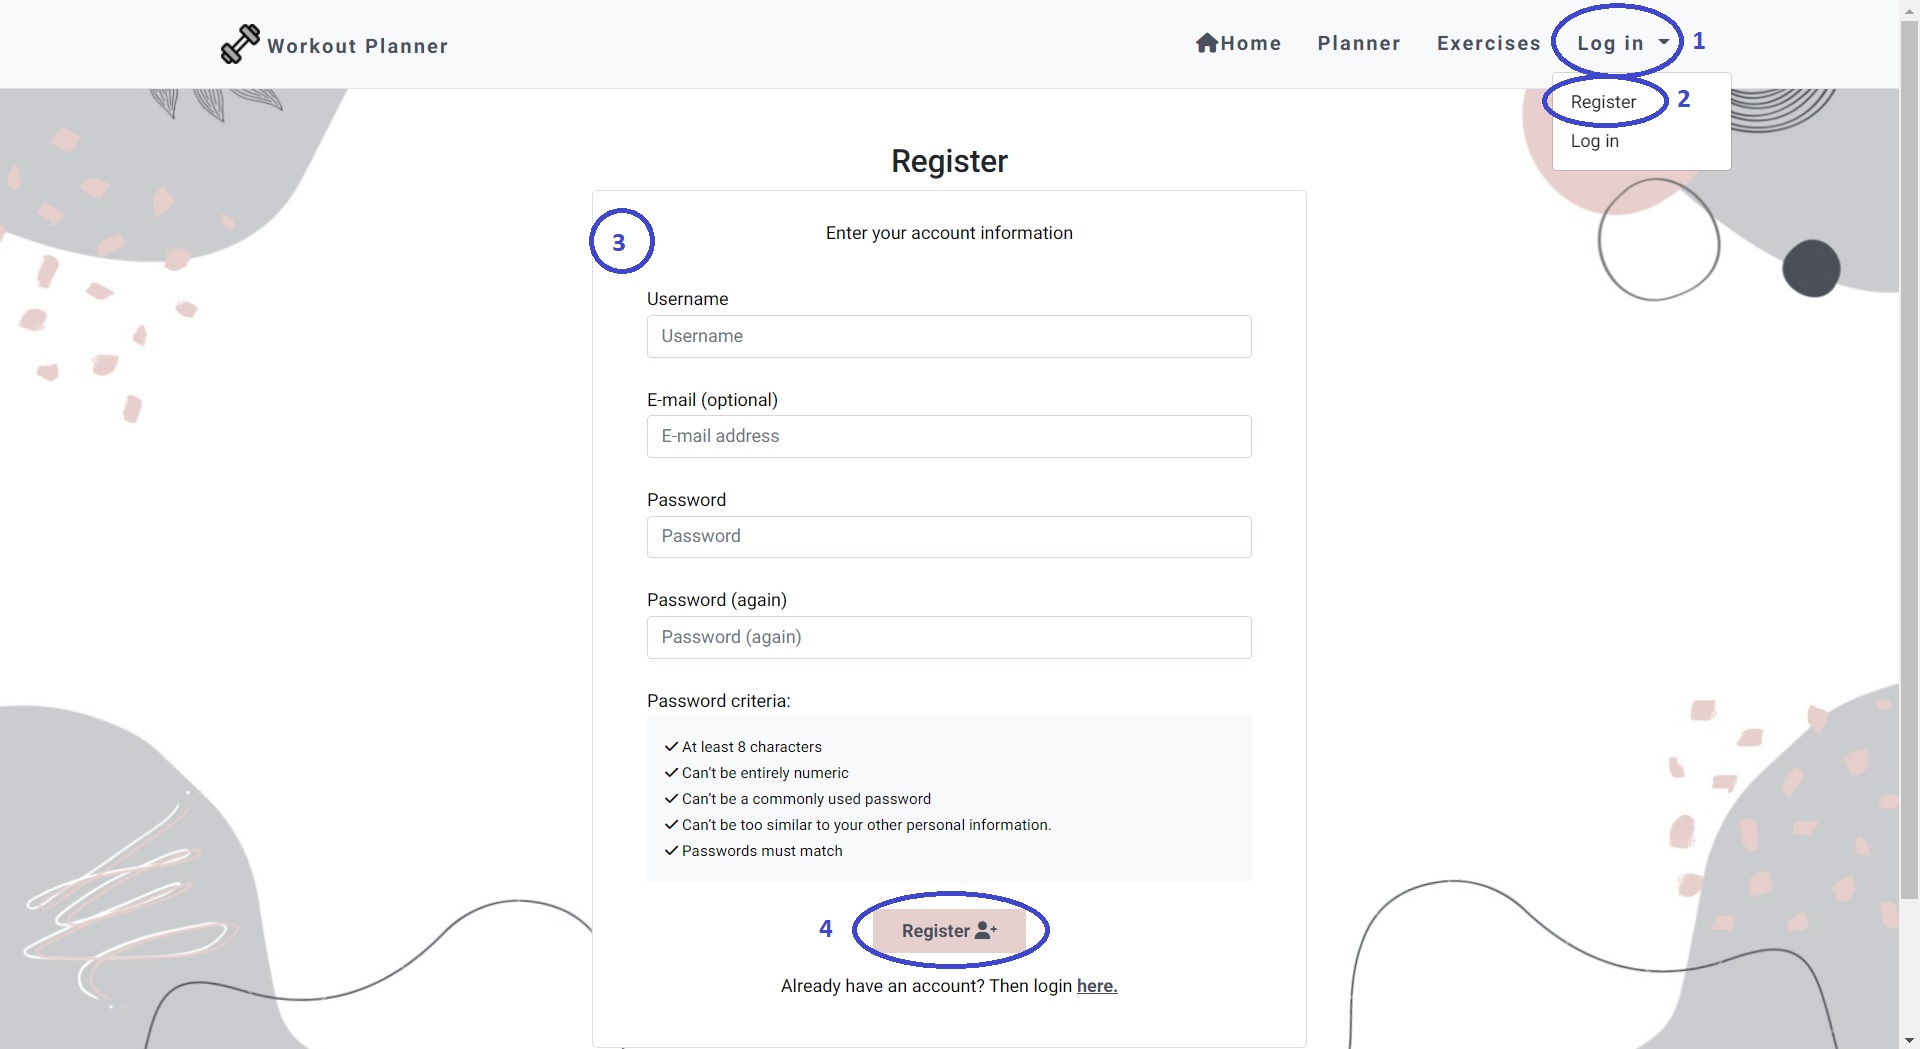 Workout Planner
Home Planner Exercises Log in 1
Register 2
Log in
Register
3
Enter your account information
Username
Username
E-mail (optional)
E-mail address
Password
Password
Password (again)
Password (again)
Password criteria:
At least 8 characters
Can't be entirely numeric
Can't be a commonly used password
Can't be too similar to your other personal information.
Passwords must match
4 Register
Already have an account? Then login here.